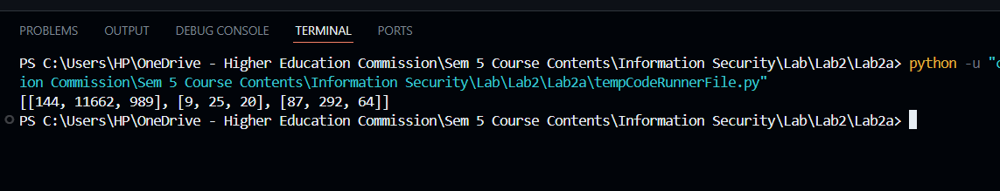 PROBLEMS OUTPUT DEBUG CONSOLE TERMINAL PORTS
PS C:\Users\HP\OneDrive - Higher Education Commission\Sem 5 Course Contents\Information Security\Lab\Lab2\Lab2a> python -u "c
ion Commission\Sem 5 Course Contents\Information Security\Lab\Lab2\Lab2a\tempCodeRunnerFile.py"
[[144, 11662, 989], [9, 25, 20], [87, 292, 64]]
PS C:\Users\HP\OneDrive - Higher Education Commission\Sem 5 Course Contents\Information Security\Lab\Lab2\Lab2a>